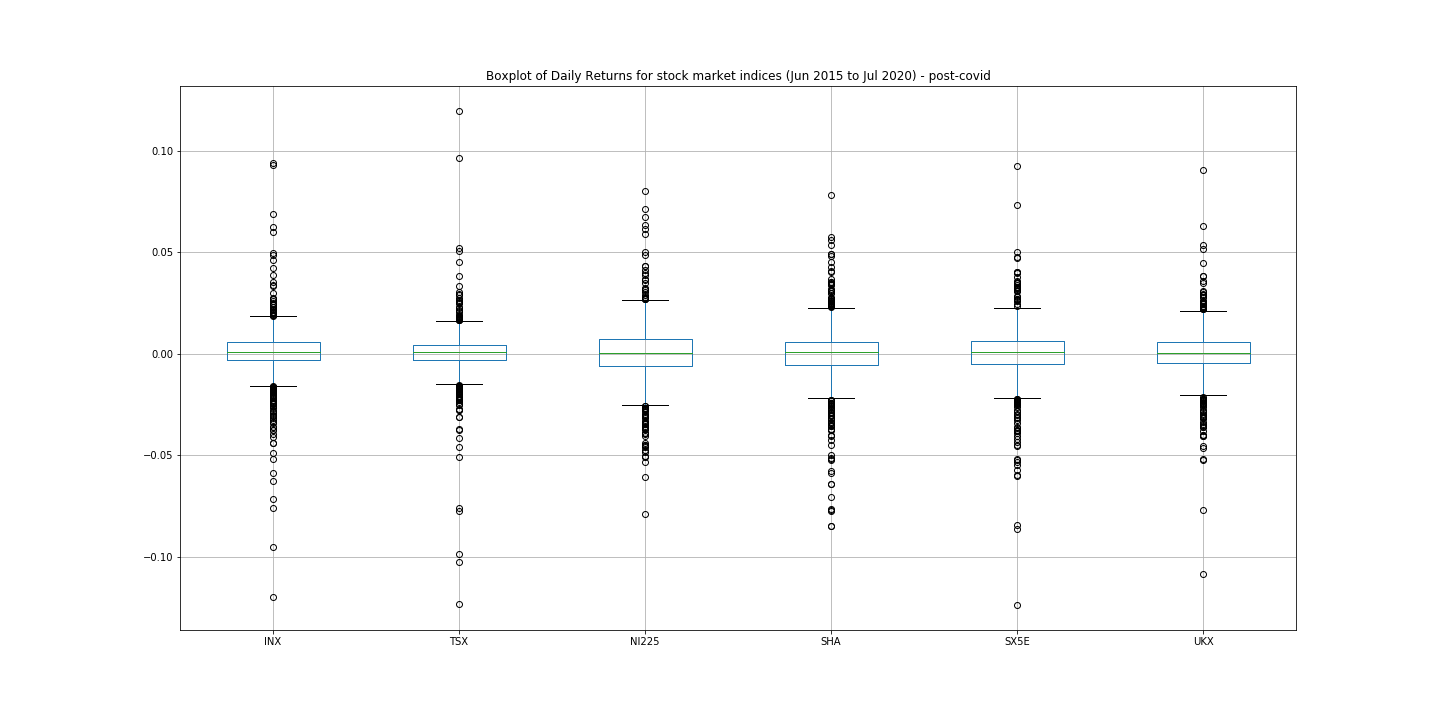 Boxplot of Daily Returns for stock market indices (Jun 2015 to Jul 2020) - post-covid
0.10
0.05
0.00
−0.05
−0.10
INX TSX NI225 SHA SX5E UKX